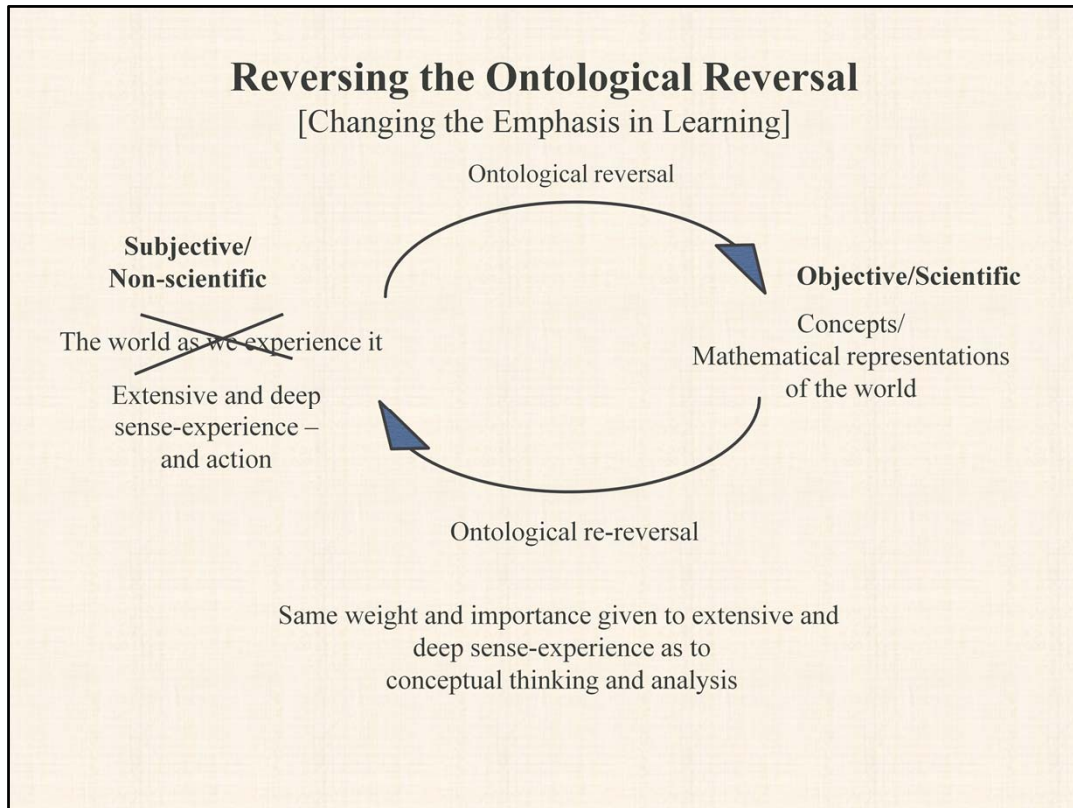 Reversing the Ontological Reversal
[Changing the Emphasis in Learning]
Ontological reversal
Subjective/
Non-scientific
The world as we experience it
Extensive and deep
sense-experience –
and action
Objective/Scientific
Concepts/
Mathematical representations
of the world
Ontological re-reversal
Same weight and importance given to extensive and
deep sense-experience as to
conceptual thinking and analysis